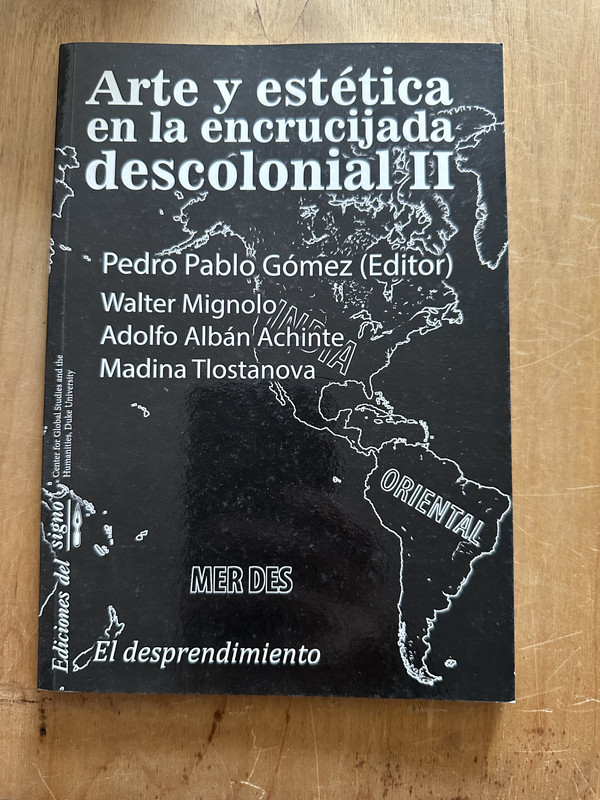 Arte y estética
en la encrucijada
descolonial II
Pedro Pablo Gómez (Editor)
Walter Mignolo
Adolfo Albán Achinte
Madina Tlostanova
INDIA
ORIENTAL
MER DES
El desprendimiento
Ediciones del signo
Center for Global Studies and the
Humanities, Duke University